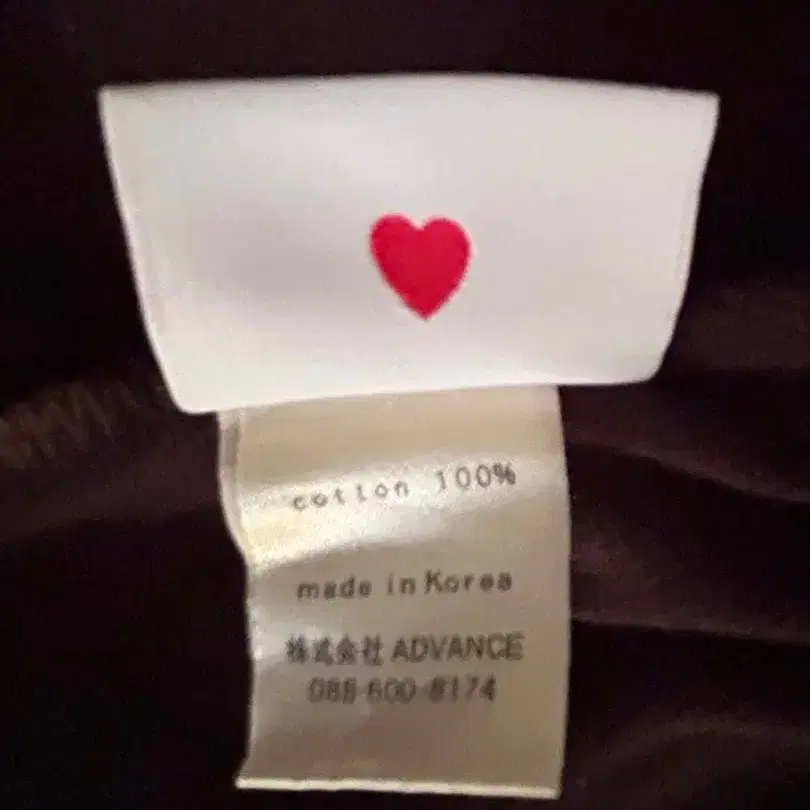 cotton 100%
made in Korea
株式会社 ADVANCE
088-600-8174